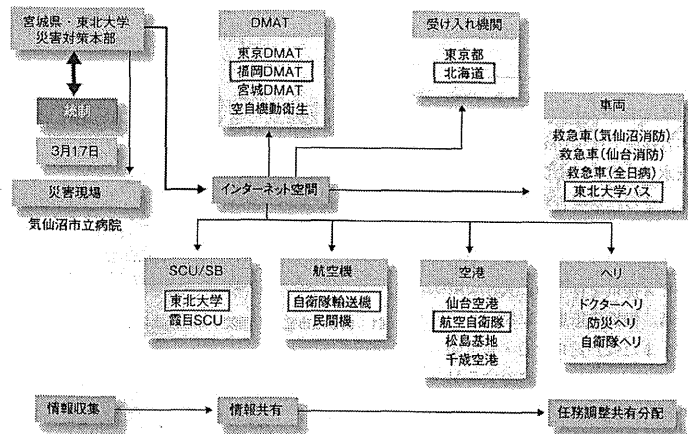 宮城県・東北大学
災害対策本部
3月17日
災害現場
気仙沼市立病院
DMAT
東京DMAT
福岡DMAT
宮城DMAT
空自機動衛生
受け入れ機関
東京都
北海道
車両
救急車(気仙沼消防)
救急車(仙台消防)
救急車(全日病)
東北大学バス
インターネット空間
SCU/SB
東北大学
霞目SCU
航空機
自衛隊輸送機
民間機
空港
仙台空港
航空自衛隊
松島基地
千歳空港
ヘリ
ドクターヘリ
防災ヘリ
自衛隊ヘリ
情報収集
情報共有
任務調整共有分配